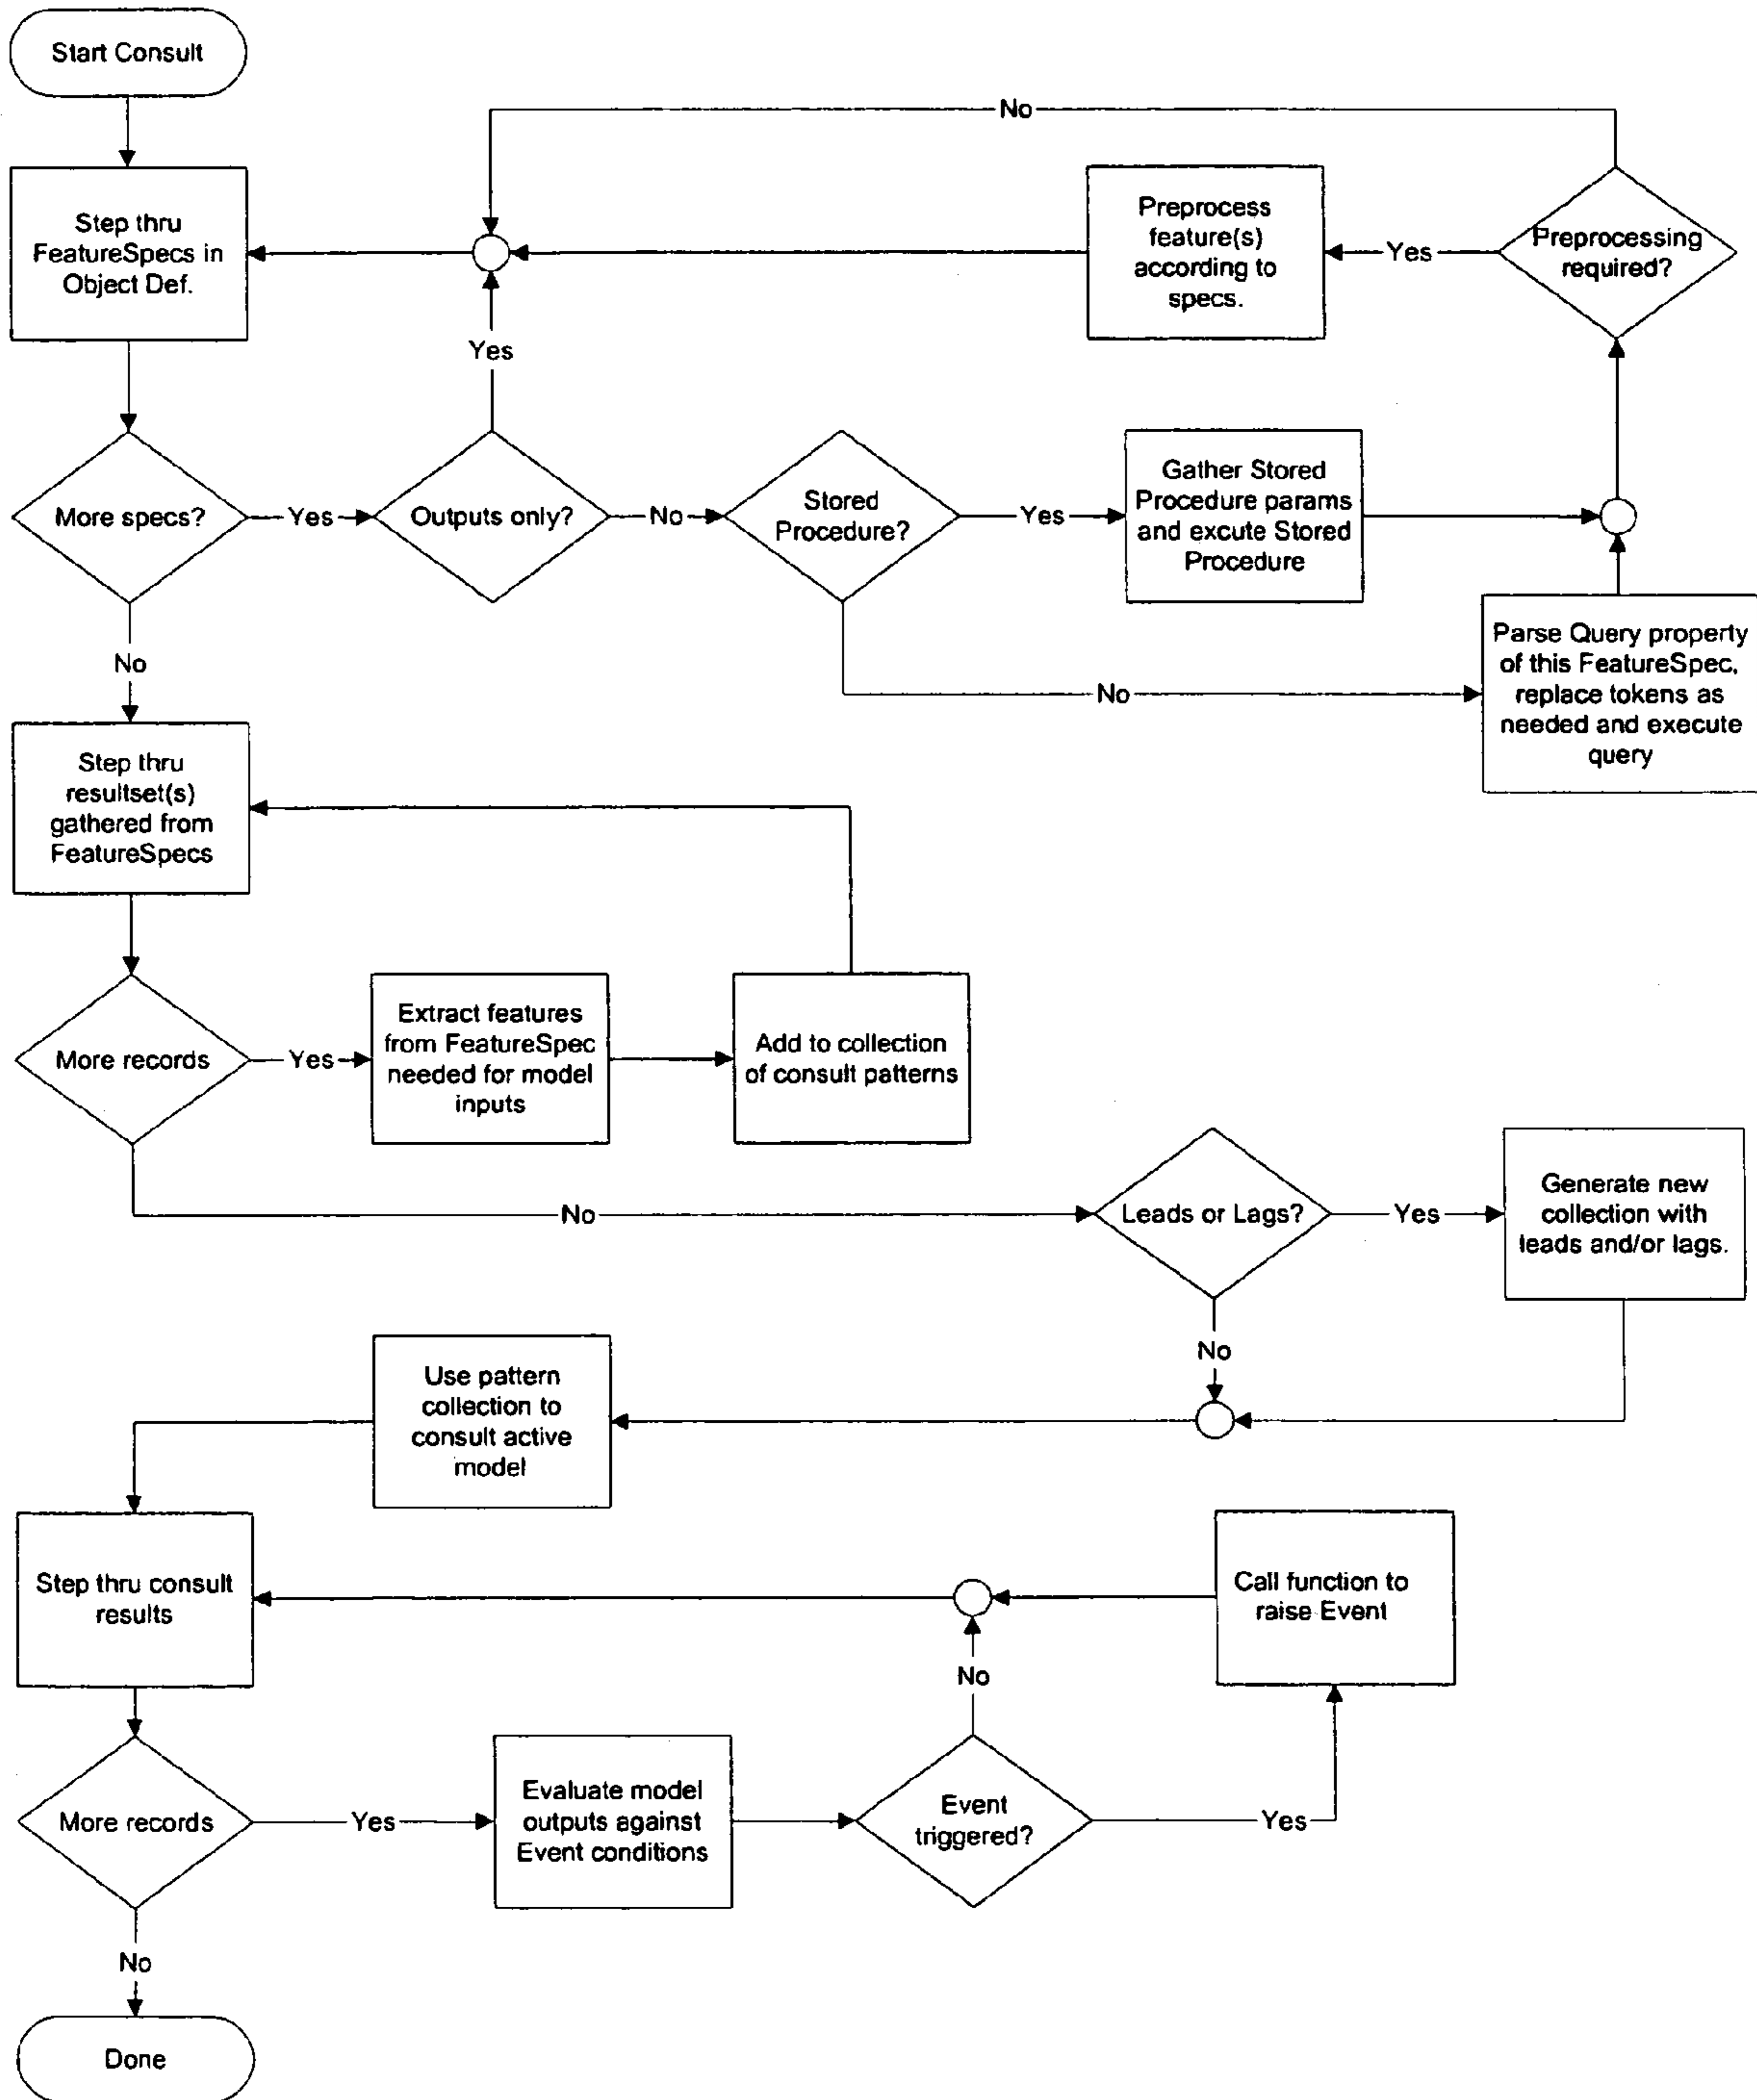 Start Consult
No
Step thru
FeatureSpecs in
Object Def.
Preprocess
feature(s)
according to
specs.
Yes
Preprocessing
required?
Yes
More specs?
Yes
Outputs only?
No
Stored
Procedure?
Yes
Gather Stored
Procedure params
and excute Stored
Procedure
No
No
Parse Query property
of this FeatureSpec,
replace tokens as
needed and execute
query
Step thru
resultset(s)
gathered from
FeatureSpecs
More records
Yes
Extract features
from FeatureSpec
needed for model
inputs
Add to collection
of consult patterns
No
Leads or Lags?
Yes
Generate new
collection with
leads and/or lags.
No
Use pattern
collection to
consult active
model
Step thru consult
results
Call function to
raise Event
No
More records
Yes
Evaluate model
outputs against
Event conditions
Event
triggered?
Yes
No
Done